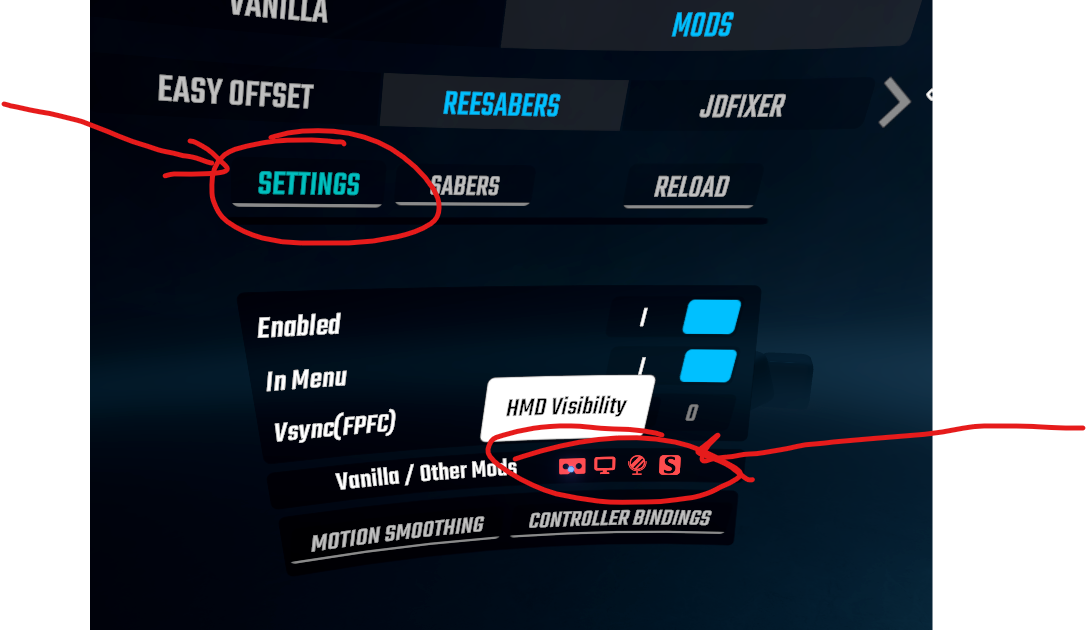 VANILLA MODS
EASY OFFSET REESABERS JDFIXER
SETTINGS SABERS RELOAD
Enabled I
In Menu I
HMD Visibility
Vsync(FPFC) 0
Vanilla / Other Mods S
MOTION SMOOTHING CONTROLLER BINDINGS